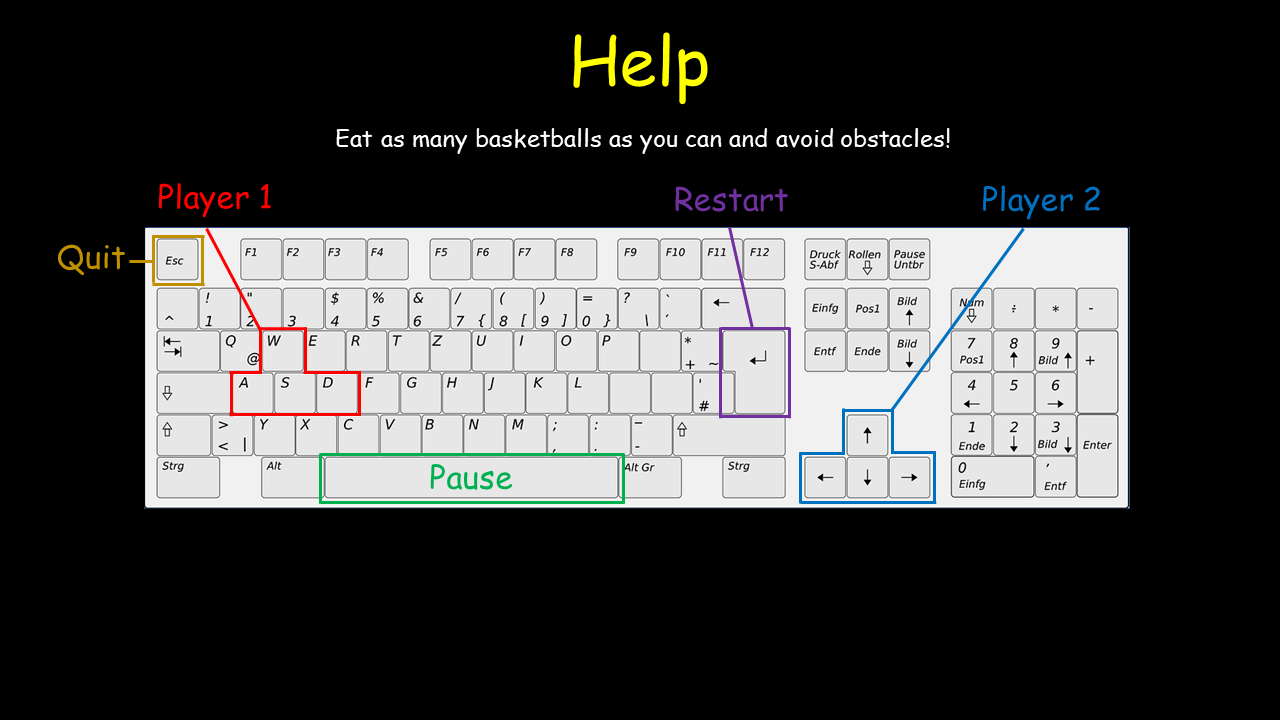 Help
Eat as many basketballs as you can and avoid obstacles!
Player 1
Restart
Player 2
Quit
Esc
F1 F2 F3 F4 F5 F6 F7 F8 F9 F10 F11 F12
Druck S-Abf
Rollen
Pause Untbr
^
! 1
" 2
3
$ 4
% 5
& 6
/ 7 {
( 8 [
) 9 ]
= 0 }
? \
` ´
←
Einfg
Pos1
Bild ↑
Num
÷
*
-
Q @
W E R T Z U I O P
* + ~
Entf
Ende
Bild ↓
7 Pos1
8 ↑
9 Bild ↑
+
A S D F G H J K L
' #
4 ←
5
6 →
> < |
Y X C V B N M
; ,
: .
– -
↑
1 Ende
2 ↓
3 Bild ↓
Enter
Strg
Alt
Pause
Alt Gr
Strg
← ↓ →
0 Einfg
’ Entf